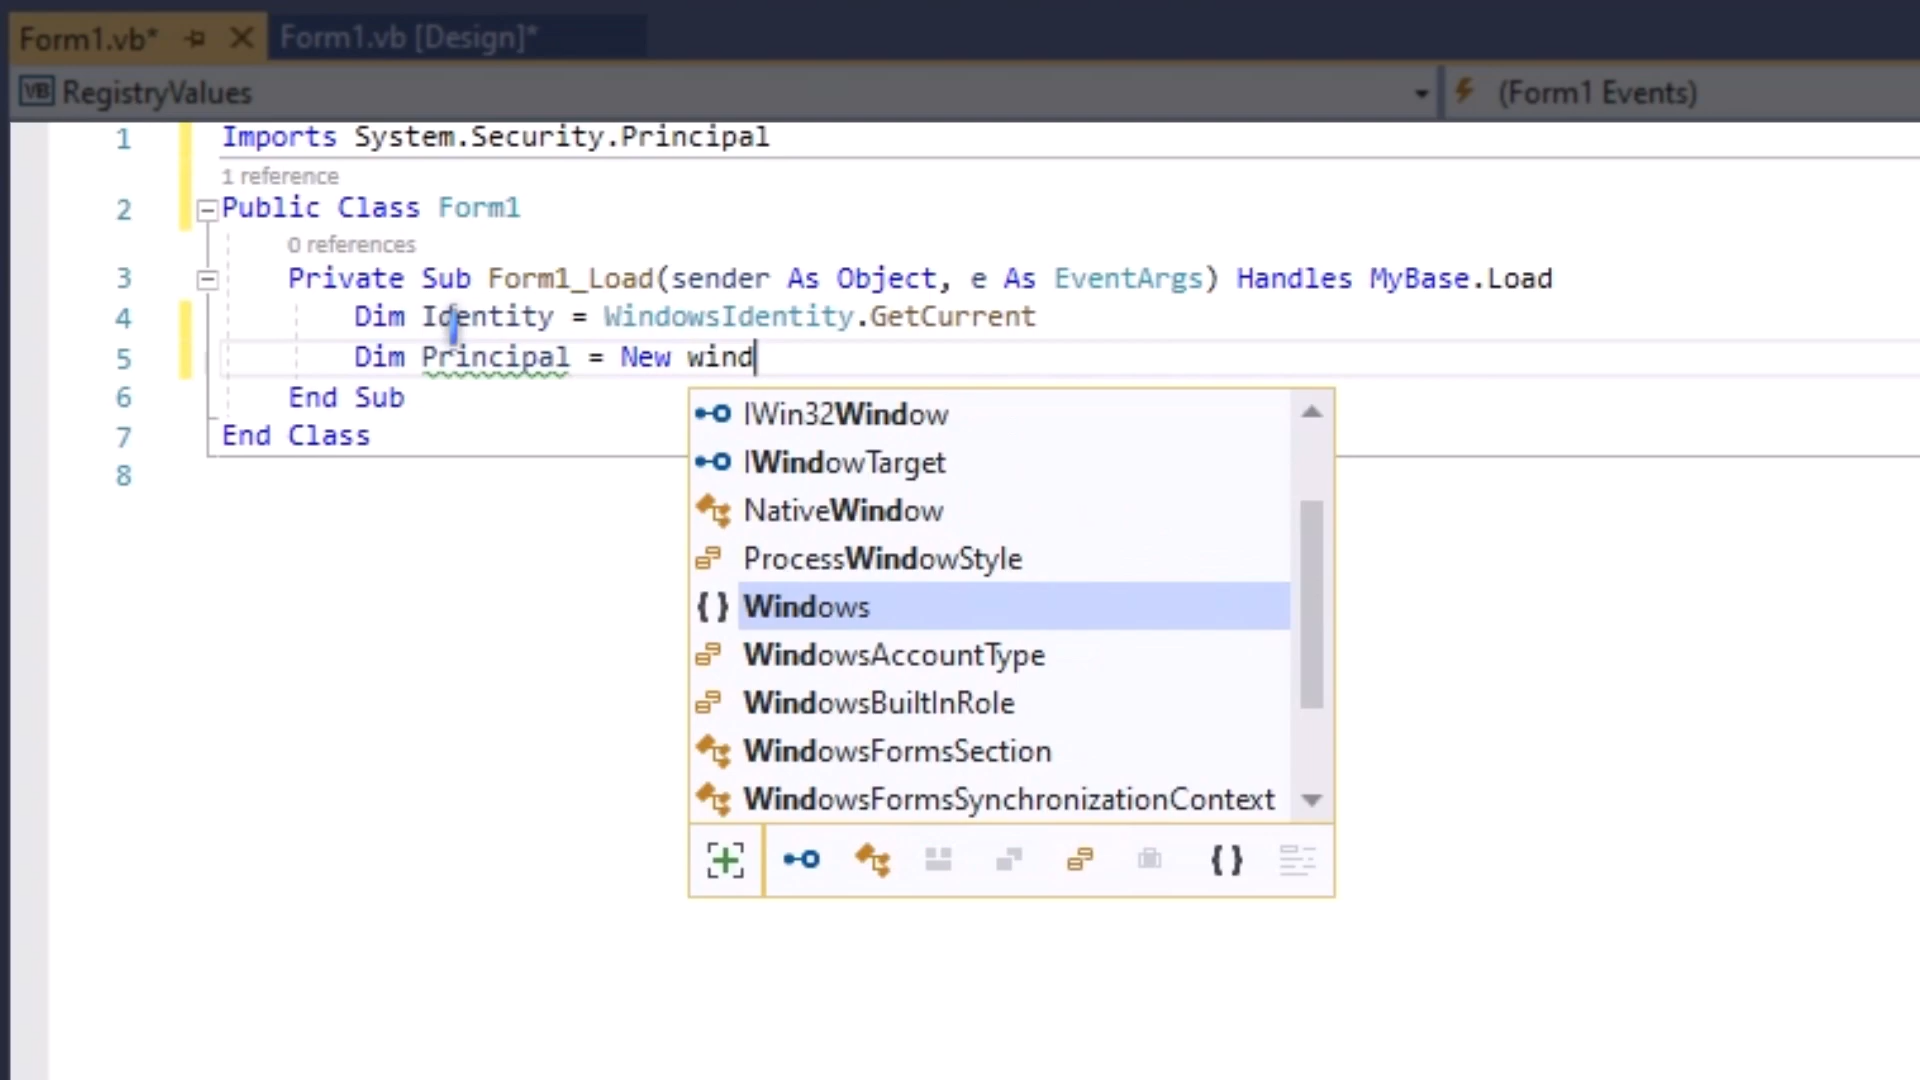 Form1.vb* Form1.vb [Design]*
VB RegistryValues (Form1 Events)
1 Imports System.Security.Principal
1 reference
2 Public Class Form1
0 references
3 Private Sub Form1_Load(sender As Object, e As EventArgs) Handles MyBase.Load
4 Dim Identity = WindowsIdentity.GetCurrent
5 Dim Principal = New wind
6 End Sub
7 End Class
8
IWin32Window
IWindowTarget
NativeWindow
ProcessWindowStyle
{} Windows
WindowsAccountType
WindowsBuiltInRole
WindowsFormsSection
WindowsFormsSynchronizationContext
{}